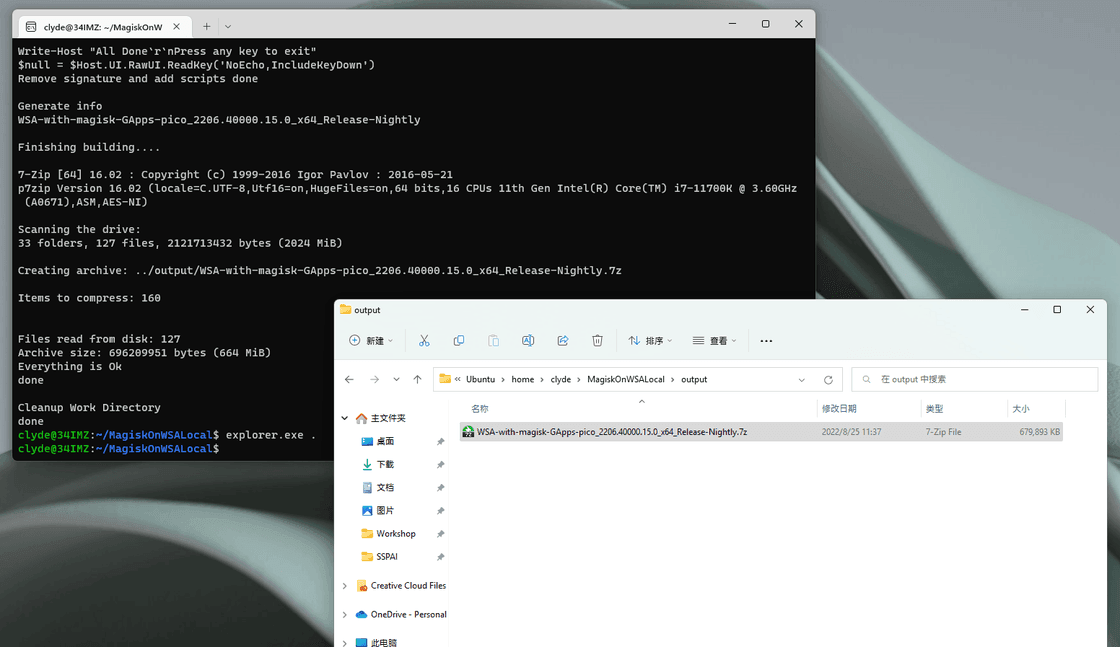 clyde@34IMZ: ~/MagiskOnW
Write-Host "All Done`r`nPress any key to exit"
$null = $Host.UI.RawUI.ReadKey('NoEcho,IncludeKeyDown')
Remove signature and add scripts done
Generate info
WSA-with-magisk-GApps-pico_2206.40000.15.0_x64_Release-Nightly
Finishing building....
7-Zip [64] 16.02 : Copyright (c) 1999-2016 Igor Pavlov : 2016-05-21
p7zip Version 16.02 (locale=C.UTF-8,Utf16=on,HugeFiles=on,64 bits,16 CPUs 11th Gen Intel(R) Core(TM) i7-11700K @ 3.60GHz
(A0671),ASM,AES-NI)
Scanning the drive:
33 folders, 127 files, 2121713432 bytes (2024 MiB)
Creating archive: ../output/WSA-with-magisk-GApps-pico_2206.40000.15.0_x64_Release-Nightly.7z
Items to compress: 160
Files read from disk: 127
Archive size: 696209951 bytes (664 MiB)
Everything is Ok
done
Cleanup Work Directory
done
clyde@34IMZ:~/MagiskOnWSALocal$ explorer.exe .
clyde@34IMZ:~/MagiskOnWSALocal$
output
新建 排序 查看
« Ubuntu › home › clyde › MagiskOnWSALocal › output
在 output 中搜索
名称 修改日期 类型 大小
WSA-with-magisk-GApps-pico_2206.40000.15.0_x64_Release-Nightly.7z 2022/8/25 11:37 7-Zip File 679,893 KB
主文件夹
桌面
下载
文档
图片
Workshop
SSPAI
Creative Cloud Files
OneDrive - Personal
此电脑